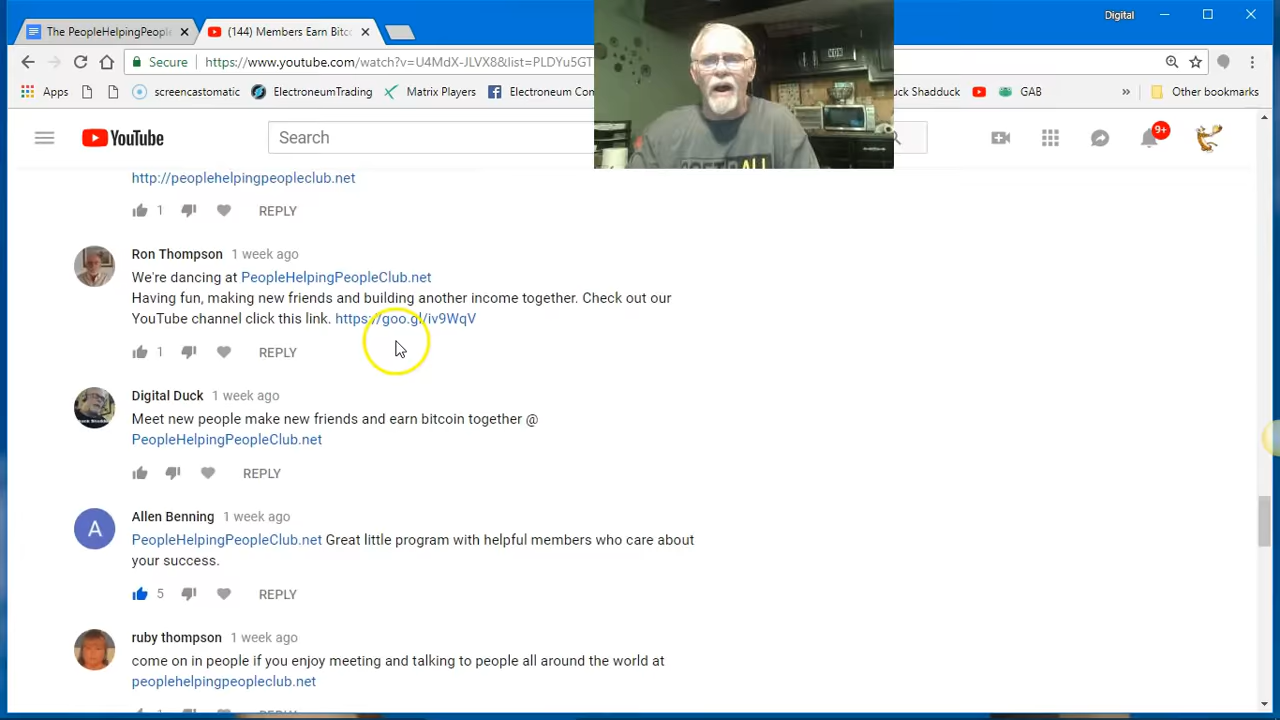 Digital
The PeopleHelpingPeople
(144) Members Earn Bitco
Secure
https://www.youtube.com/watch?v=U4MdX-JLVX8&list=PLDYu5GT
Apps
screencastomatic
ElectroneumTrading
Matrix Players
Electroneum Con
uck Shadduck
GAB
»
Other bookmarks
YouTube
Search
9+
http://peoplehelpingpeopleclub.net
1 REPLY
Ron Thompson 1 week ago
We're dancing at PeopleHelpingPeopleClub.net
Having fun, making new friends and building another income together. Check out our
YouTube channel click this link. https://goo.gl/iv9WqV
1 REPLY
Digital Duck 1 week ago
Meet new people make new friends and earn bitcoin together @
PeopleHelpingPeopleClub.net
REPLY
A
Allen Benning 1 week ago
PeopleHelpingPeopleClub.net Great little program with helpful members who care about
your success.
5 REPLY
ruby thompson 1 week ago
come on in people if you enjoy meeting and talking to people all around the world at
peoplehelpingpeopleclub.net